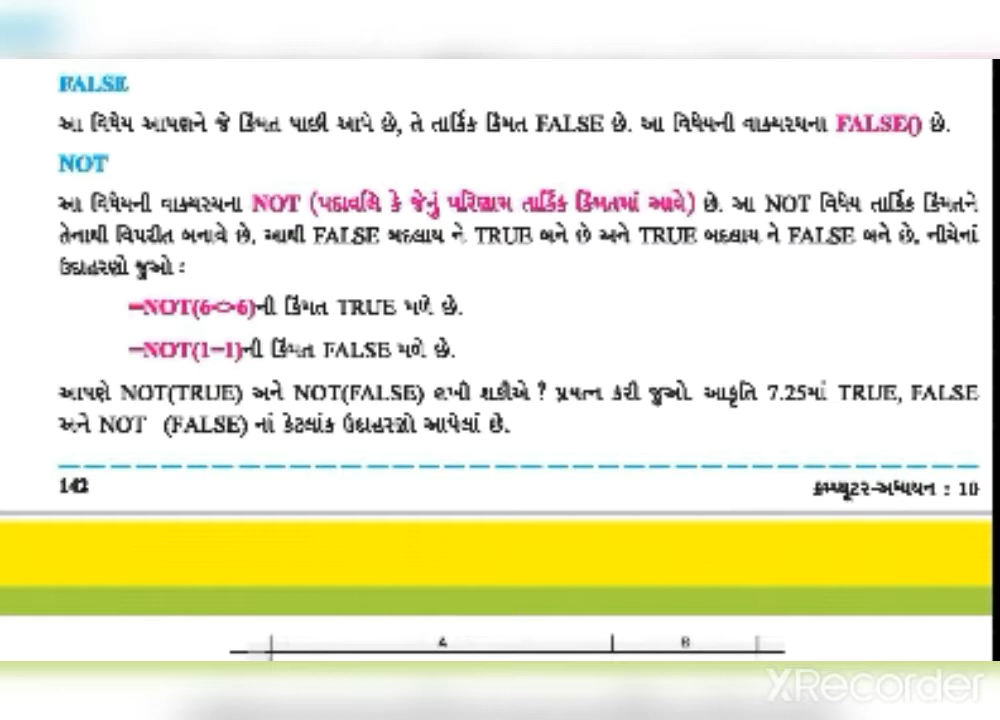 FALSE
આ વિધેય આપણને જે કિંમત પાછી આપે છે, તે તાર્કિક કિંમત FALSE છે. આ વિધેયની વાક્યરચના FALSE() છે.
NOT
આ વિધેયની વાક્યરચના NOT (પદાવલિ કે જેનું પરિણામ તાર્કિક કિંમતમાં આવે) છે. આ NOT વિધેય તાર્કિક કિંમતને
તેનાથી વિપરીત બનાવે છે. આથી FALSE બદલાય ને TRUE બને છે અને TRUE બદલાય ને FALSE બને છે. નીચેનાં
ઉદાહરણો જુઓ :
=NOT(6<>6)ની કિંમત TRUE મળે છે.
=NOT(1=1)ની કિંમત FALSE મળે છે.
આપણે NOT(TRUE) અને NOT(FALSE) લખી શકીએ ? પ્રયત્ન કરી જુઓ. આકૃતિ 7.25માં TRUE, FALSE
અને NOT (FALSE) નાં કેટલાંક ઉદાહરણો આપેલાં છે.
142 કમ્પ્યૂટર-અધ્યયન : 10
A B
XRecorder